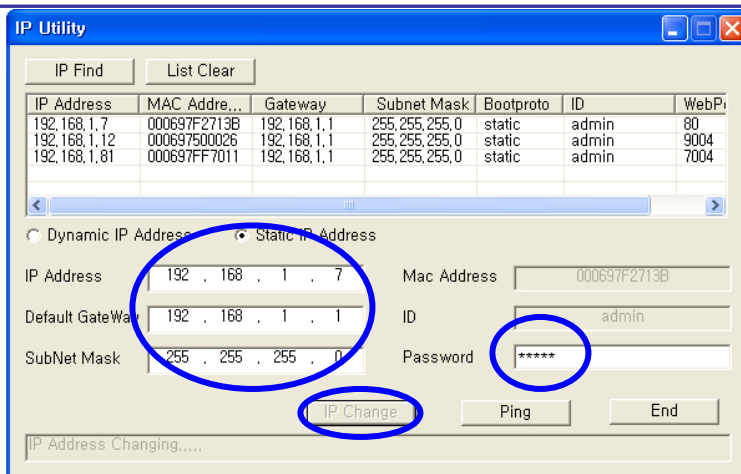 IP Utility
IP Find List Clear
IP Address MAC Addre,,, Gateway Subnet Mask Bootproto ID WebP
192,168,1,7 000697F2713B 192,168,1,1 255,255,255,0 static admin 80
192,168,1,12 000697500026 192,168,1,1 255,255,255,0 static admin 9004
192,168,1,81 000697FF7011 192,168,1,1 255,255,255,0 static admin 7004
Dynamic IP Address Static IP Address
IP Address 192 . 168 . 1 . 7 Mac Address 000697F2713B
Default GateWay 192 . 168 . 1 . 1 ID admin
SubNet Mask 255 . 255 . 255 . 0 Password *****
IP Change Ping End
IP Address Changing,,,,,